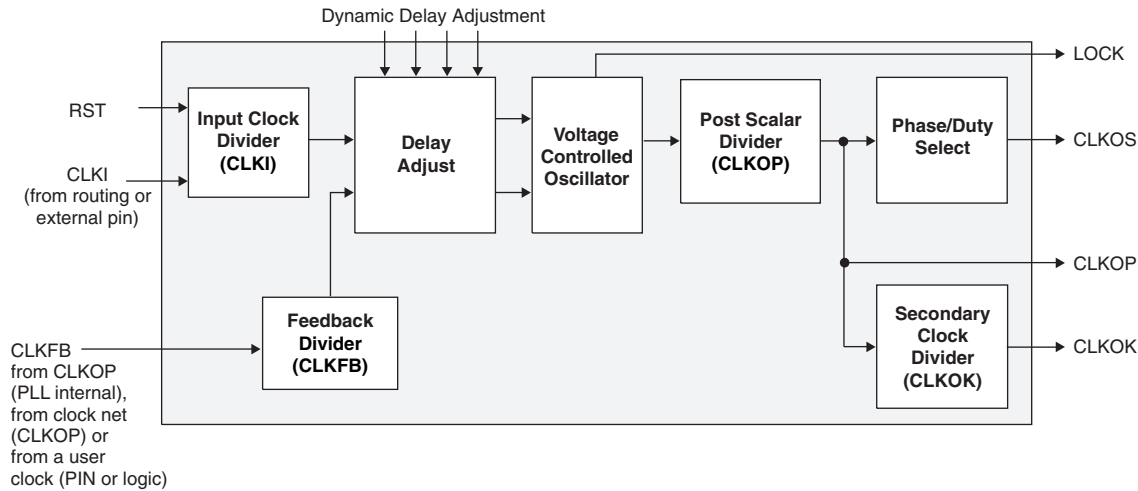 Dynamic Delay Adjustment
LOCK
RST
Input Clock
Divider
(CLKI)
Delay
Adjust
Voltage
Controlled
Oscillator
Post Scalar
Divider
(CLKOP)
Phase/Duty
Select
CLKOS
CLKI
(from routing or
external pin)
CLKOP
Feedback
Divider
(CLKFB)
Secondary
Clock
Divider
(CLKOK)
CLKOK
CLKFB
from CLKOP
(PLL internal),
from clock net
(CLKOP) or
from a user
clock (PIN or logic)